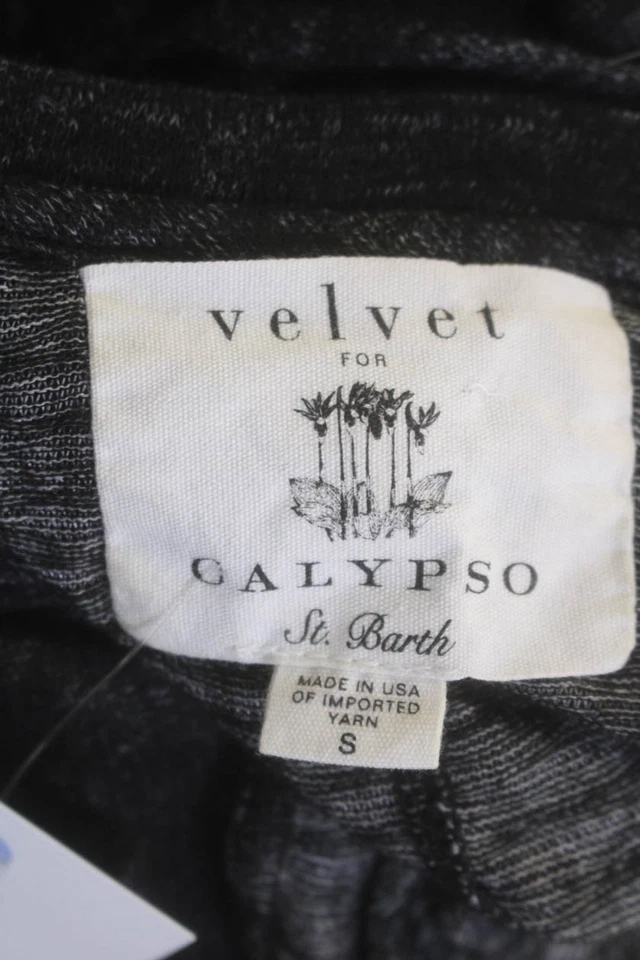 velvet
FOR
CALYPSO
St. Barth
MADE IN USA
OF IMPORTED
YARN
S